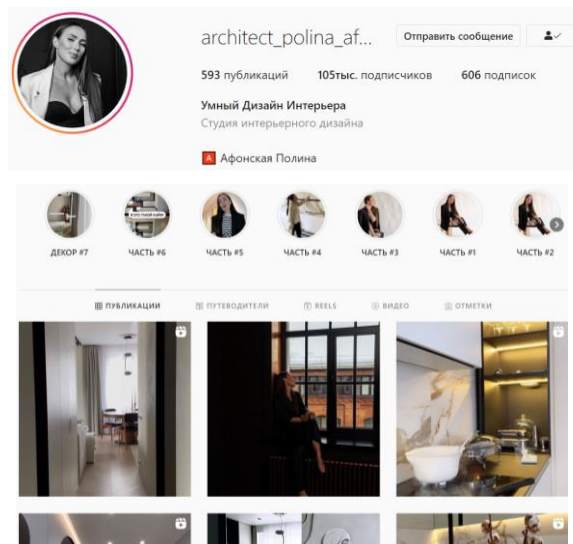 architect_polina_af... Отправить сообщение
593 публикаций 105тыс. подписчиков 606 подписок
Умный Дизайн Интерьера
Студия интерьерного дизайна
А Афонская Полина
ДЕКОР #7 ЧАСТЬ #6 ЧАСТЬ #5 ЧАСТЬ #4 ЧАСТЬ #3 ЧАСТЬ #1 ЧАСТЬ #2
ПУБЛИКАЦИИ ПУТЕВОДИТЕЛИ REELS ВИДЕО ОТМЕТКИ